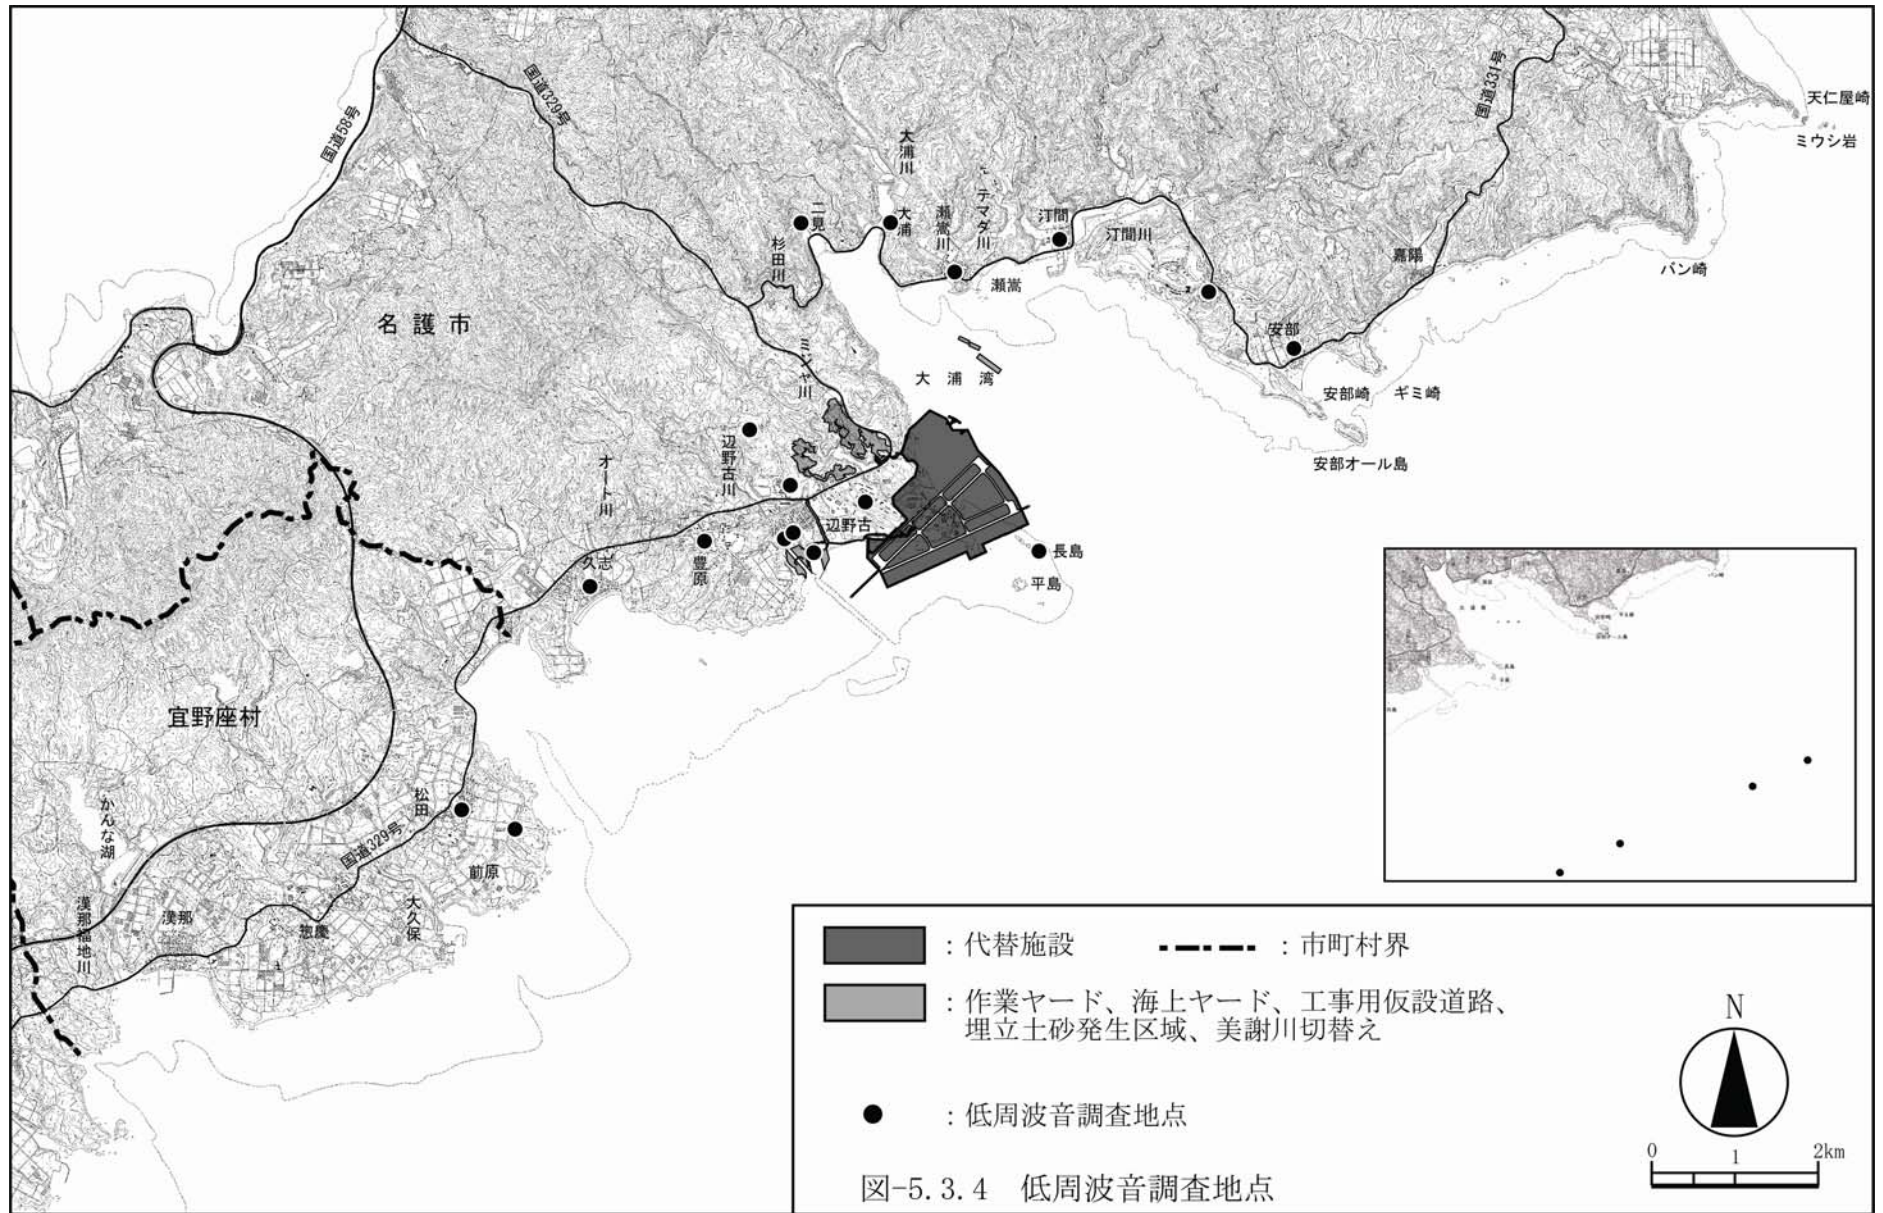 国道58号
国道329号
国道331号
天仁屋崎
ミウシ岩
バン崎
嘉陽
大浦川
二見
大浦
杉田川
瀬嵩川
テマダ川
汀間
汀間川
瀬嵩
安部
安部崎
ギミ崎
安部オール島
名護市
大浦湾
辺野古川
オート川
辺野古
豊原
久志
長島
平島
宜野座村
かんな湖
松田
国道329号
前原
漢那福地川
漢那
惣慶
大久保
:代替施設
:市町村界
:作業ヤード、海上ヤード、工事用仮設道路、
埋立土砂発生区域、美謝川切替え
:低周波音調査地点
N
0 1 2km
図-5.3.4 低周波音調査地点